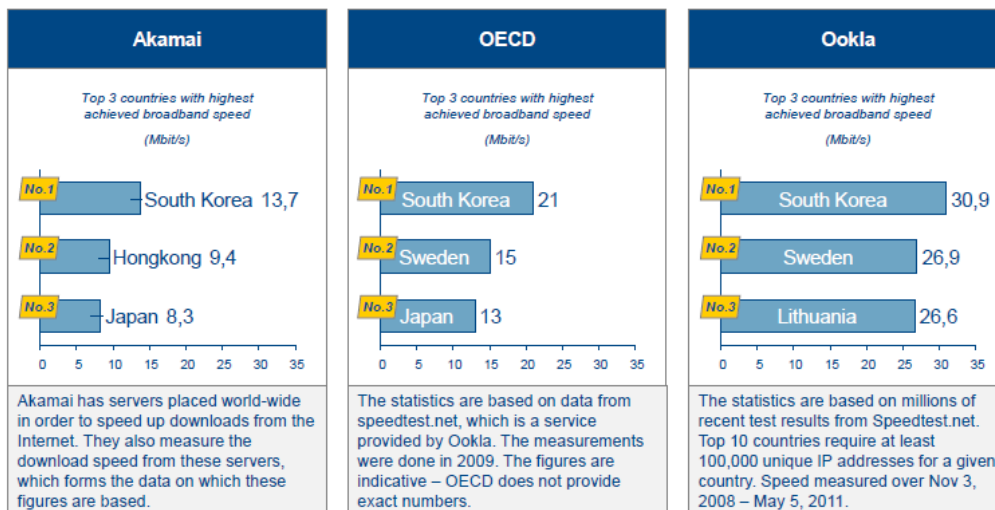 Akamai
Top 3 countries with highest
achieved broadband speed
(Mbit/s)
No.1
South Korea 13,7
No.2
Hongkong 9,4
No.3
Japan 8,3
0 5 10 15 20 25 30 35
Akamai has servers placed world-wide
in order to speed up downloads from the
Internet. They also measure the
download speed from these servers,
which forms the data on which these
figures are based.
OECD
Top 3 countries with highest
achieved broadband speed
(Mbit/s)
No.1
South Korea 21
No.2
Sweden 15
No.3
Japan 13
0 5 10 15 20 25 30 35
The statistics are based on data from
speedtest.net, which is a service
provided by Ookla. The measurements
were done in 2009. The figures are
indicative – OECD does not provide
exact numbers.
Ookla
Top 3 countries with highest
achieved broadband speed
(Mbit/s)
No.1
South Korea 30,9
No.2
Sweden 26,9
No.3
Lithuania 26,6
0 5 10 15 20 25 30 35
The statistics are based on millions of
recent test results from Speedtest.net.
Top 10 countries require at least
100,000 unique IP addresses for a given
country. Speed measured over Nov 3,
2008 – May 5, 2011.